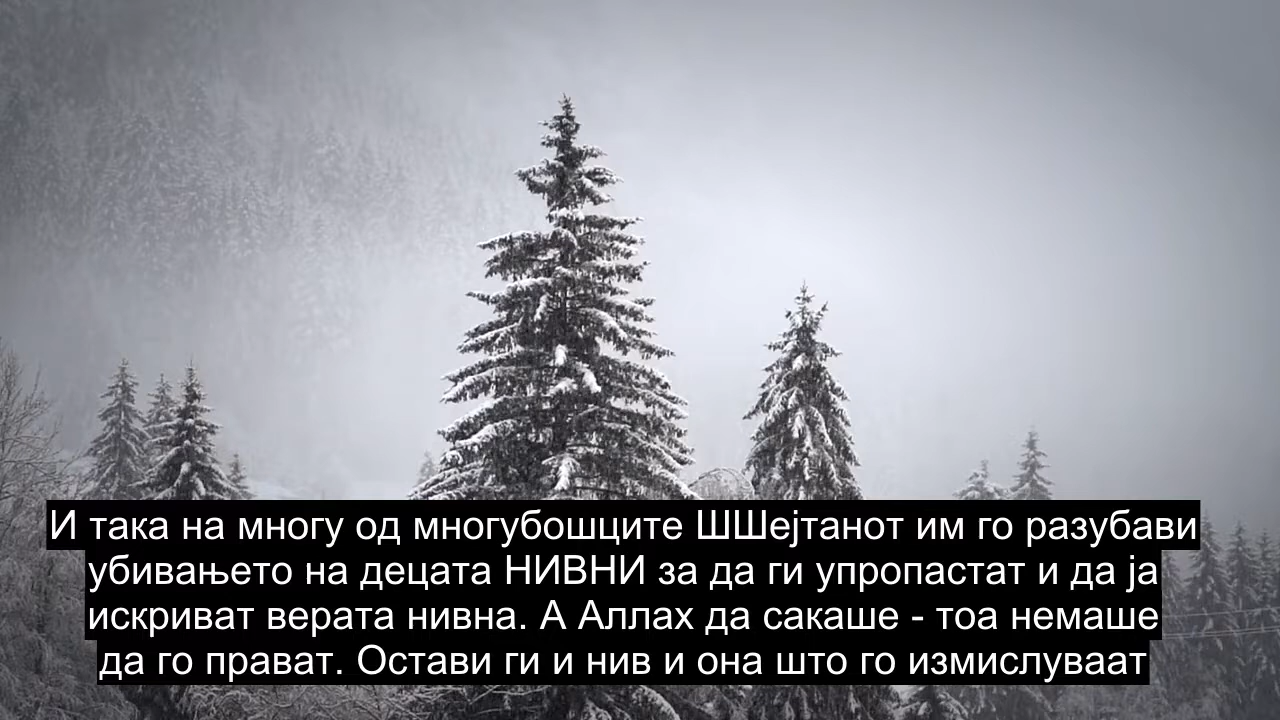 И така на многу од многубошците ШШејтанот им го разубави
убивањето на децата НИВНИ за да ги упропастат и да ја
искриват верата нивна. А Аллах да сакаше - тоа немаше
да го прават. Остави ги и нив и она што го измислуваат